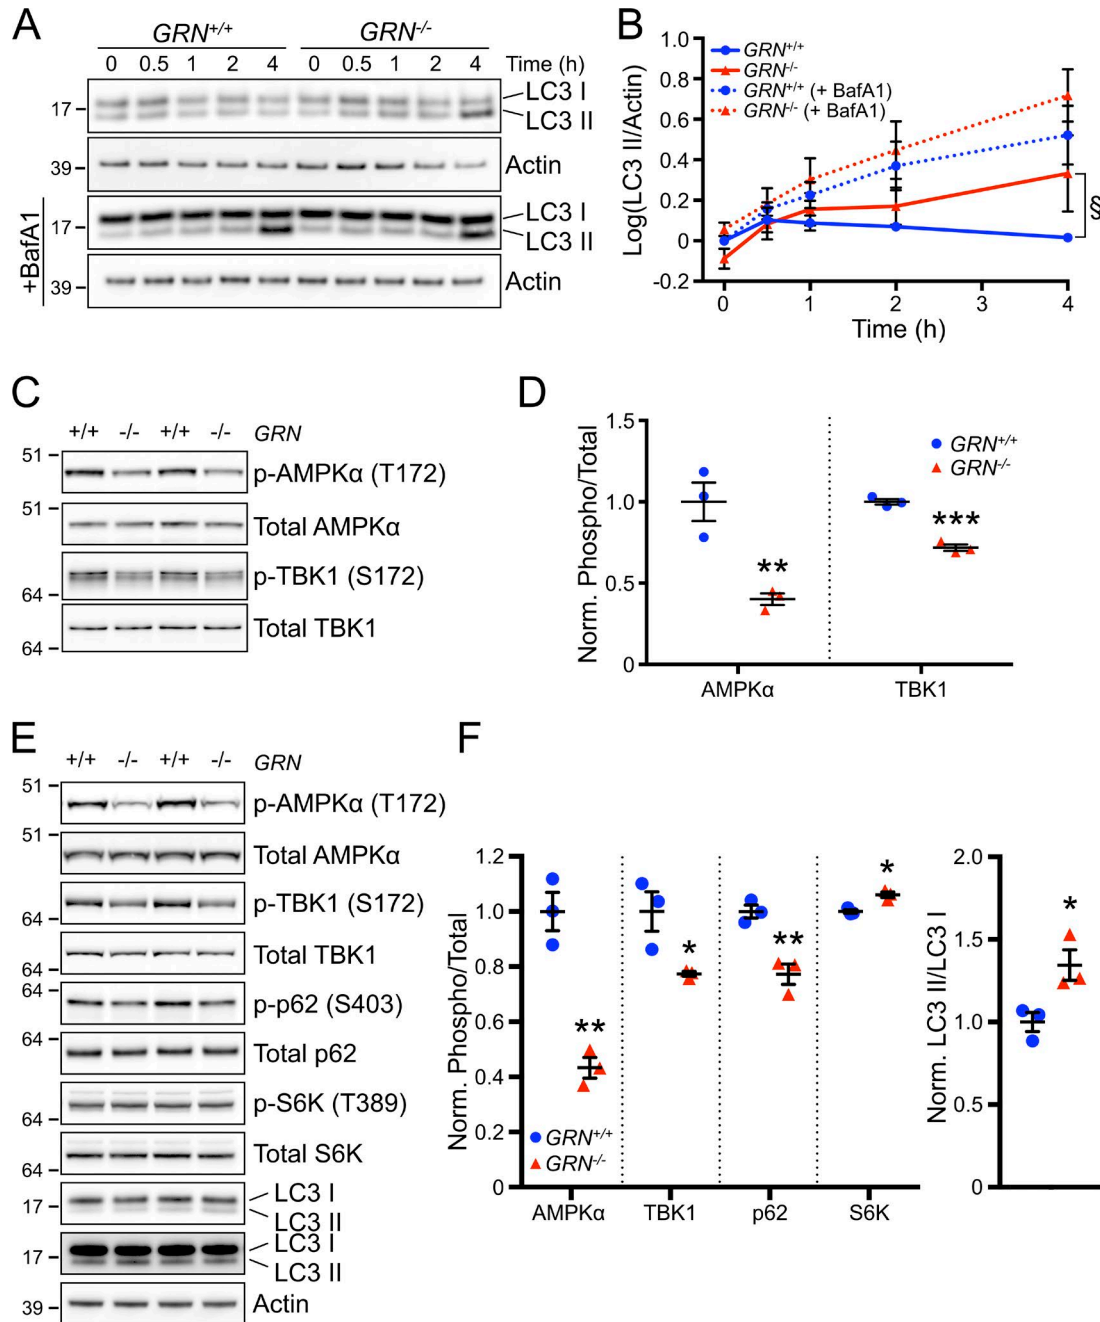 A
GRN+/+ GRN-/-
0 0.5 1 2 4 0 0.5 1 2 4 Time (h)
17
LC3 I
LC3 II
39
Actin
+BafA1
17
LC3 I
LC3 II
39
Actin
B
1.0
0.8
0.6
0.4
0.2
0
-0.2
Log(LC3 II/Actin)
GRN+/+
GRN-/-
GRN+/+ (+ BafA1)
GRN-/- (+ BafA1)
§
0 1 2 3 4
Time (h)
C
+/+ -/- +/+ -/- GRN
51
p-AMPKα (T172)
51
Total AMPKα
p-TBK1 (S172)
64
Total TBK1
64
D
1.5
1.0
0.5
0
Norm. Phospho/Total
GRN+/+
GRN-/-
**
***
AMPKα TBK1
E
+/+ -/- +/+ -/- GRN
51
p-AMPKα (T172)
51
Total AMPKα
p-TBK1 (S172)
64
Total TBK1
64
64
p-p62 (S403)
64
Total p62
p-S6K (T389)
64
Total S6K
64
17
LC3 I
LC3 II
17
LC3 I
LC3 II
39
Actin
F
1.2
1.0
0.8
0.6
0.4
0.2
0
Norm. Phospho/Total
**
*
**
*
GRN+/+
GRN-/-
AMPKα TBK1 p62 S6K
2.0
1.5
1.0
0.5
0
Norm. LC3 II/LC3 I
*